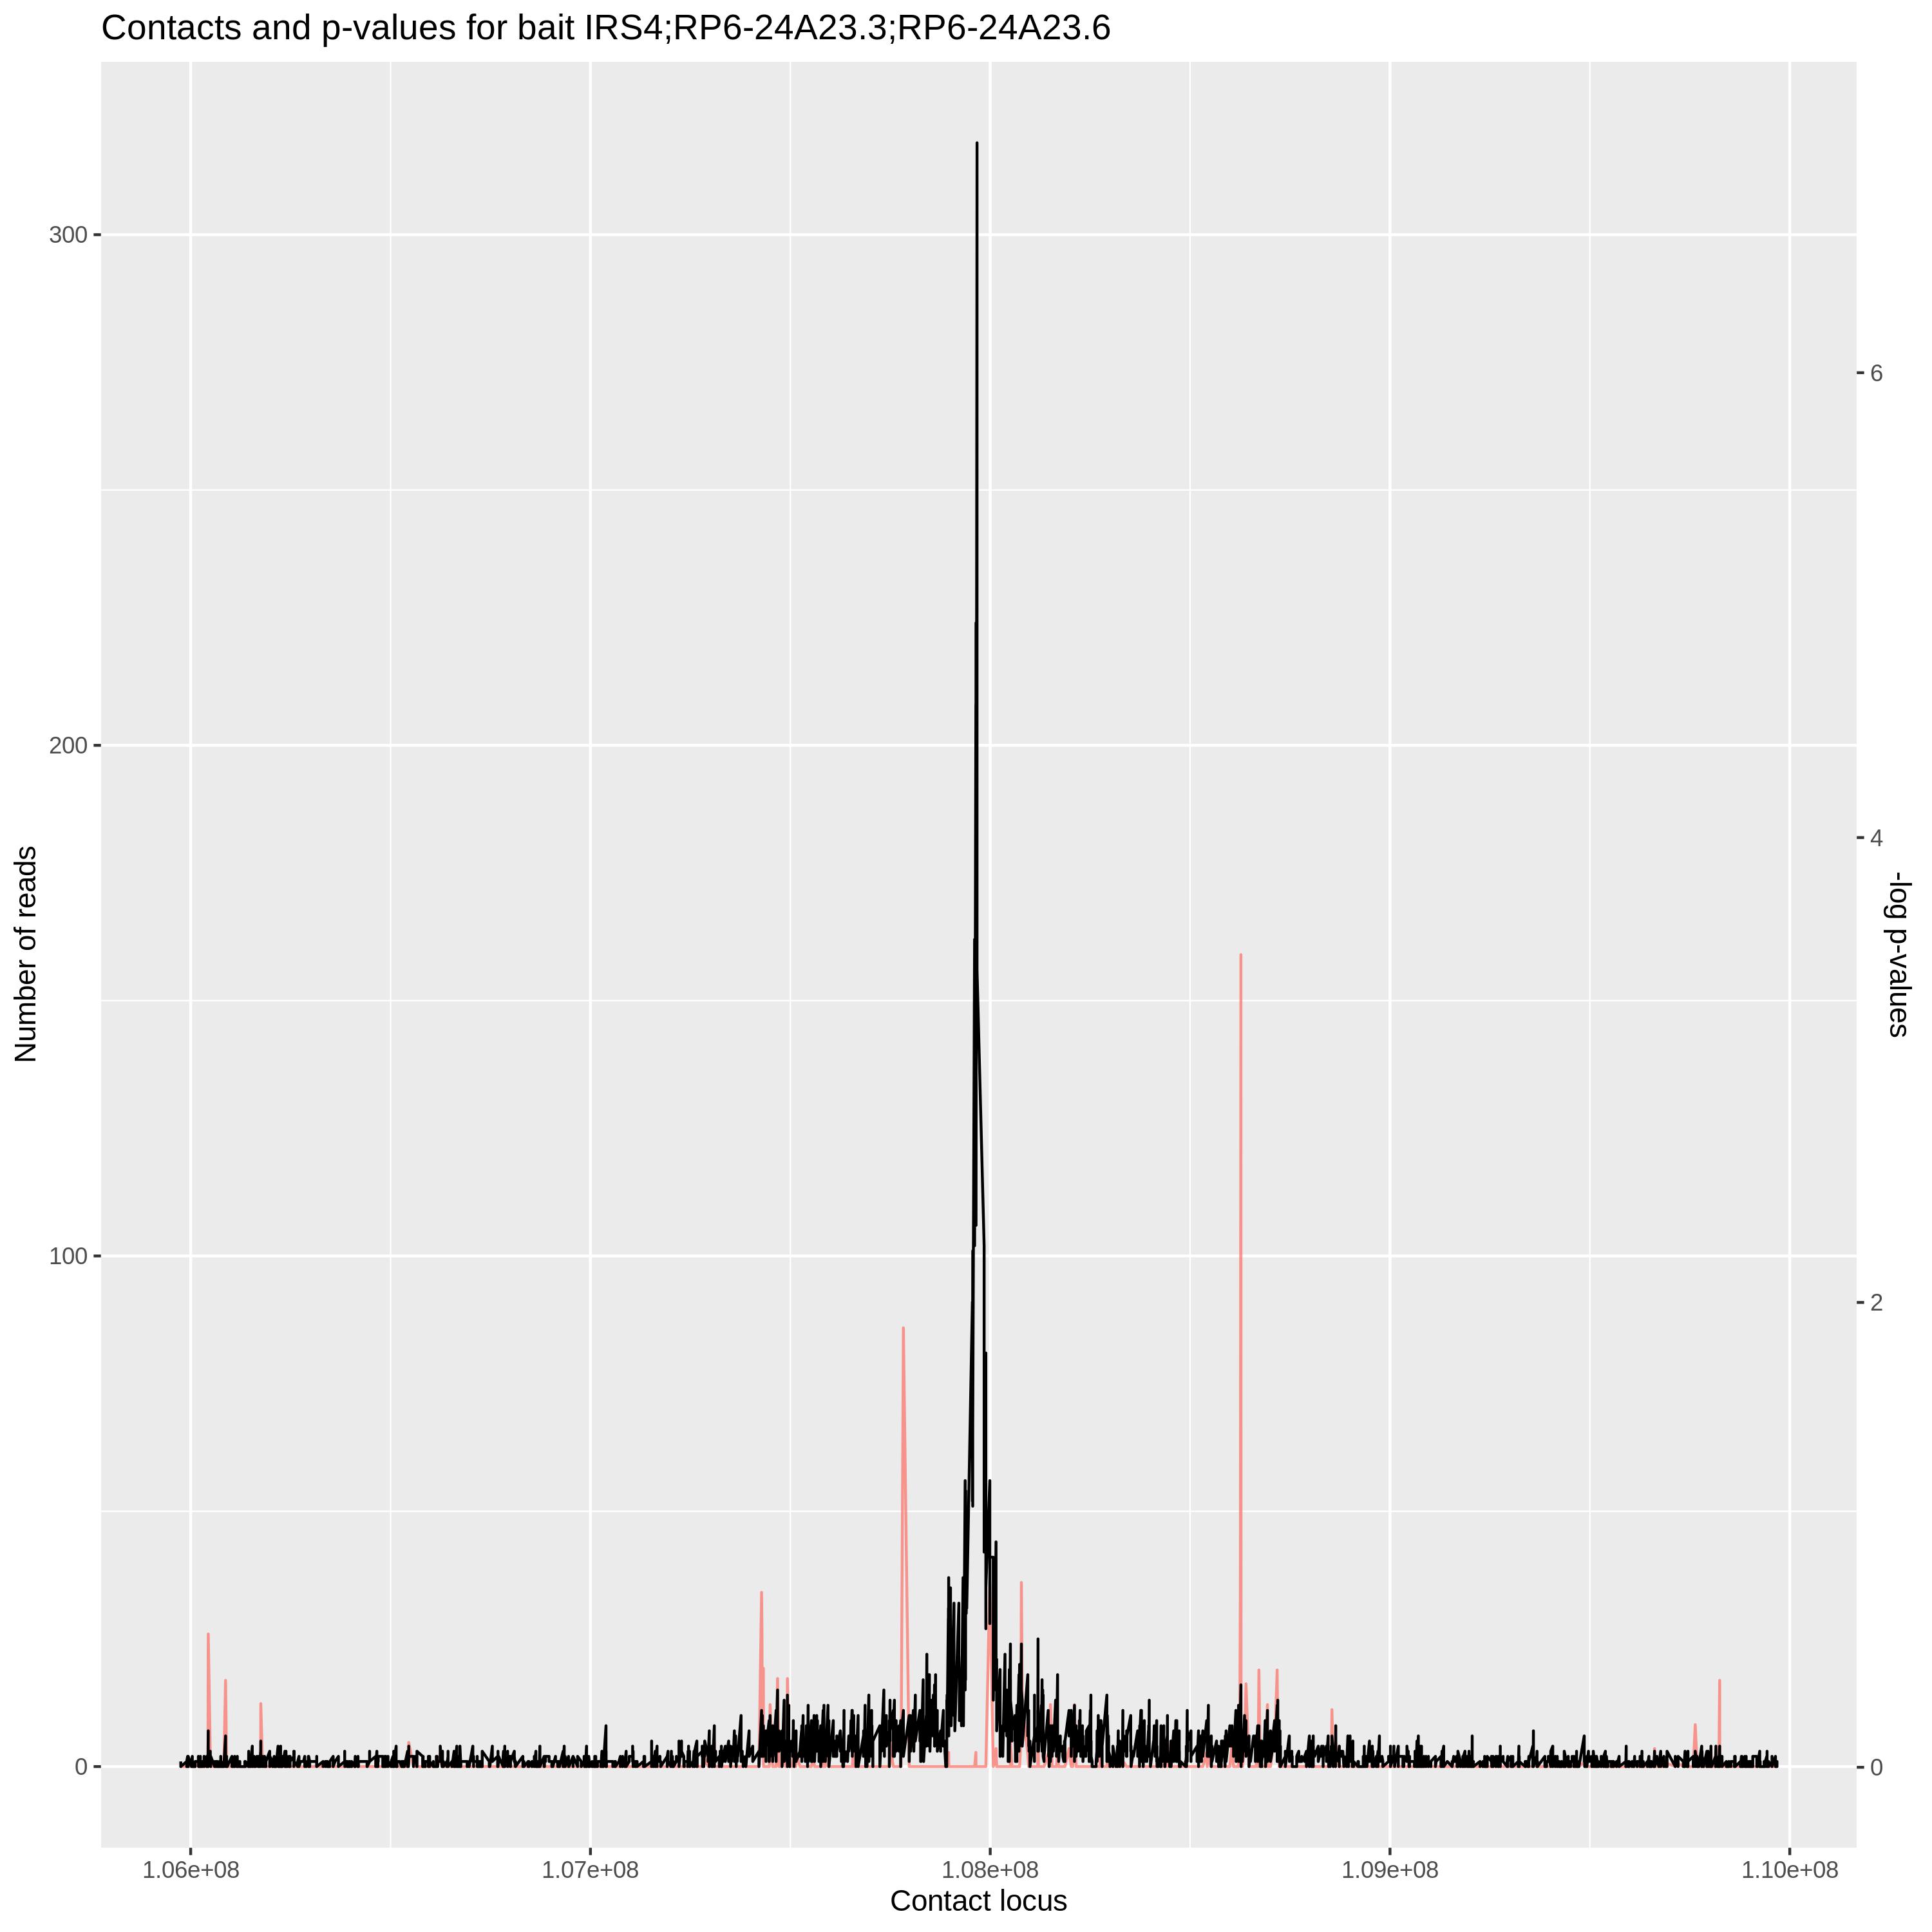 Contacts and p-values for bait IRS4;RP6-24A23.3;RP6-24A23.6
300
200
100
0
Number of reads
6
4
2
0
-log p-values
1.06e+08 1.07e+08 1.08e+08 1.09e+08 1.10e+08
Contact locus